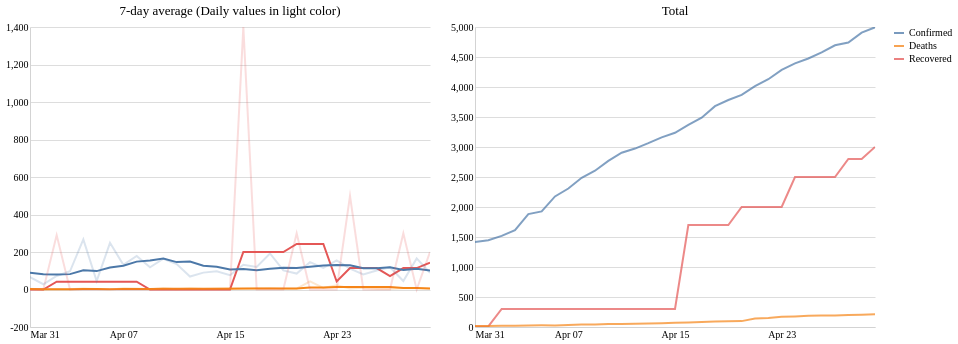 7-day average (Daily values in light color)
1,400
1,200
1,000
800
600
400
200
0
-200
Mar 31 Apr 07 Apr 15 Apr 23
Total
5,000
4,500
4,000
3,500
3,000
2,500
2,000
1,500
1,000
500
0
Mar 31 Apr 07 Apr 15 Apr 23
Confirmed
Deaths
Recovered